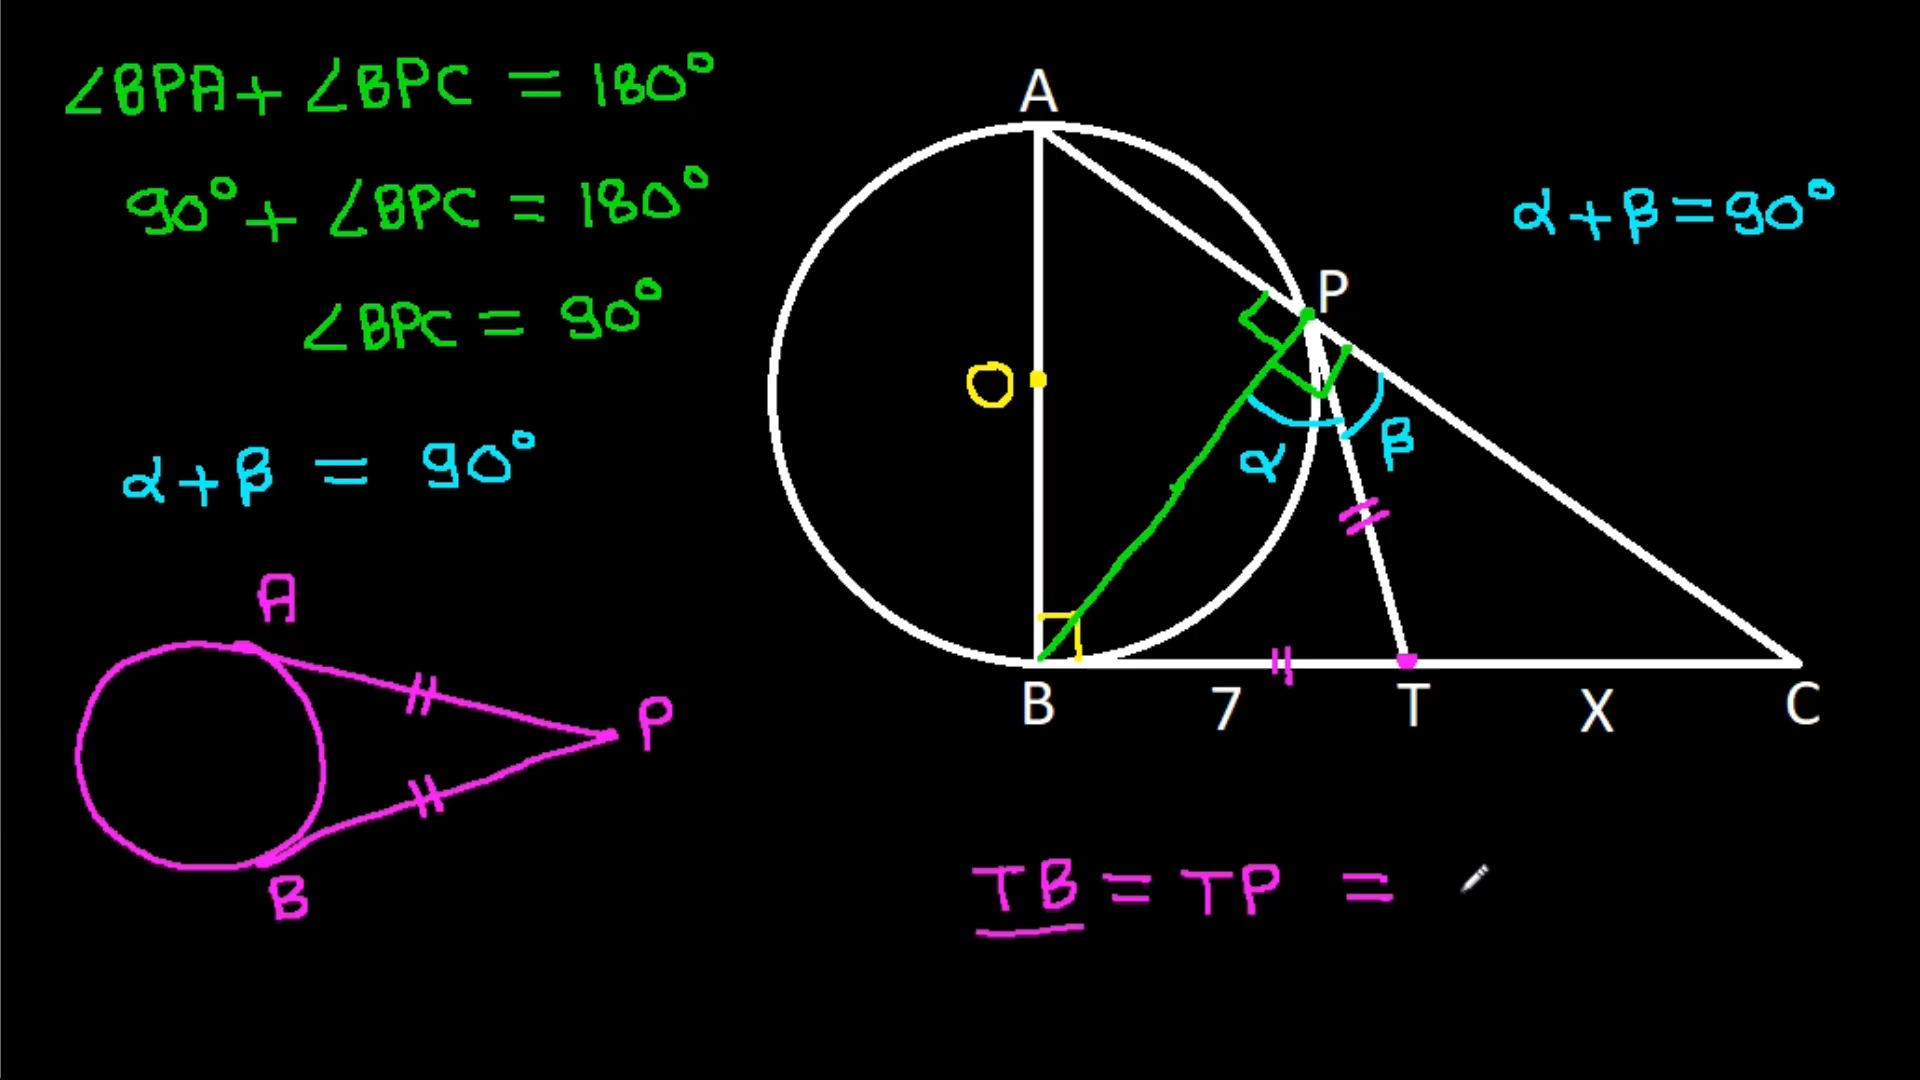 ∠BPA + ∠BPC = 180°
90° + ∠BPC = 180°
∠BPC = 90°
α + β = 90°
A
P
B
A
P
O
α
β
B
7
T
X
C
α + β = 90°
TB = TP =